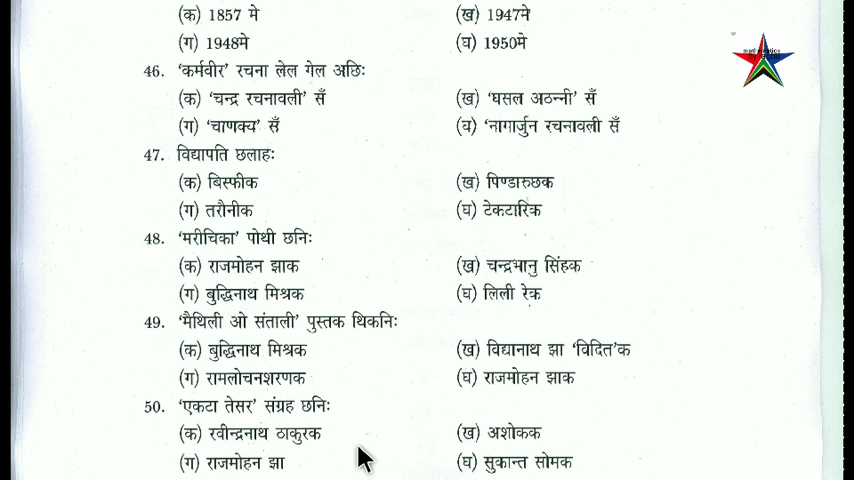 (क) 1857 मे (ख) 1947मे
(ग) 1948मे (घ) 1950मे
46. 'कर्मवीर' रचना लेल गेल अछिः
(क) 'चन्द्र रचनावली' सँ (ख) 'घसल अठन्नी' सँ
(ग) 'चाणक्य' सँ (घ) 'नागार्जुन रचनावली सँ
47. विद्यापति छलाहः
(क) बिस्फीक (ख) पिण्डारुछक
(ग) तरौनीक (घ) टेकटारिक
48. 'मरीचिका' पोथी छनिः
(क) राजमोहन झाक (ख) चन्द्रभानु सिंहक
(ग) बुद्धिनाथ मिश्रक (घ) लिली रेक
49. 'मैथिली ओ संताली' पुस्तक थिकनिः
(क) बुद्धिनाथ मिश्रक (ख) विद्यानाथ झा 'विदित'क
(ग) रामलोचनशरणक (घ) राजमोहन झाक
50. 'एकटा तेसर' संग्रह छनिः
(क) रवीन्द्रनाथ ठाकुरक (ख) अशोकक
(ग) राजमोहन झा (घ) सुकान्त सोमक